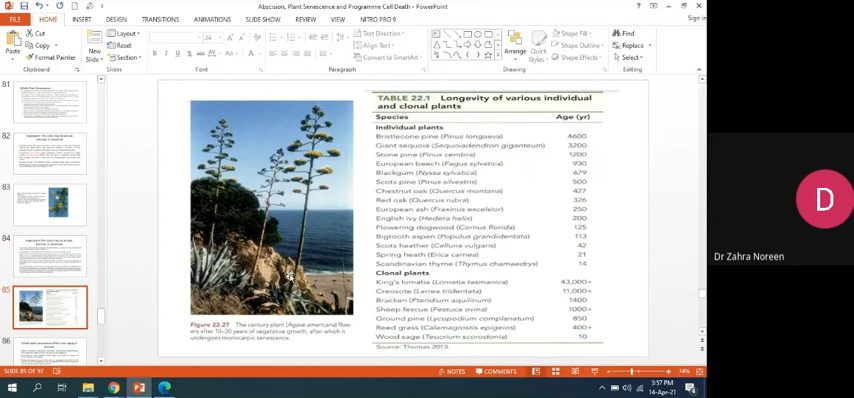 Abscision, Plant Senescence and Programme Cell Death - PowerPoint
Sign in
FILE HOME INSERT DESIGN TRANSITIONS ANIMATIONS SLIDE SHOW REVIEW VIEW NITRO PRO 9
Paste
Cut
Copy
Format Painter
Clipboard
New Slide
Layout
Reset
Section
Slides
24
Font
Text Direction
Align Text
Convert to SmartArt
Paragraph
Arrange
Quick Styles
Shape Fill
Shape Outline
Shape Effects
Drawing
Find
Replace
Select
Editing
81
82
83
84
85
86
TABLE 22.1 Longevity of various individual
and clonal plants
Species Age (yr)
Individual plants
Bristlecone pine (Pinus longaeva) 4600
Giant sequoia (Sequoiadendron giganteum) 3200
Stone pine (Pinus cembra) 1200
European beech (Fagus sylvatica) 930
Blackgum (Nyssa sylvatica) 679
Scots pine (Pinus silvestris) 500
Chestnut oak (Quercus montana) 427
Red oak (Quercus rubra) 326
European ash (Fraxinus excelsior) 250
English ivy (Hedera helix) 200
Flowering dogwood (Cornus florida) 125
Bigtooth aspen (Populus grandidentata) 113
Scots heather (Calluna vulgaris) 42
Spring heath (Erica carnea) 21
Scandinavian thyme (Thymus chamaedrys) 14
Clonal plants
King's lomatia (Lomatia tasmanica) 43,000+
Creosote (Larrea tridentata) 11,000+
Bracken (Pteridium aquilinum) 1400
Sheep fescue (Festuca ovina) 1000+
Ground pine (Lycopodium complanatum) 850
Reed grass (Calamagrostis epigeios) 400+
Wood sage (Teucrium scorodonia) 10
Source: Thomas 2013.
Figure 22.27 The century plant (Agave americana) flow-
ers after 10–30 years of vegetative growth, after which it
undergoes monocarpic senescence.
D
Dr Zahra Noreen
SLIDE 85 OF 97
NOTES
COMMENTS
74%
3:57 PM
14-Apr-21